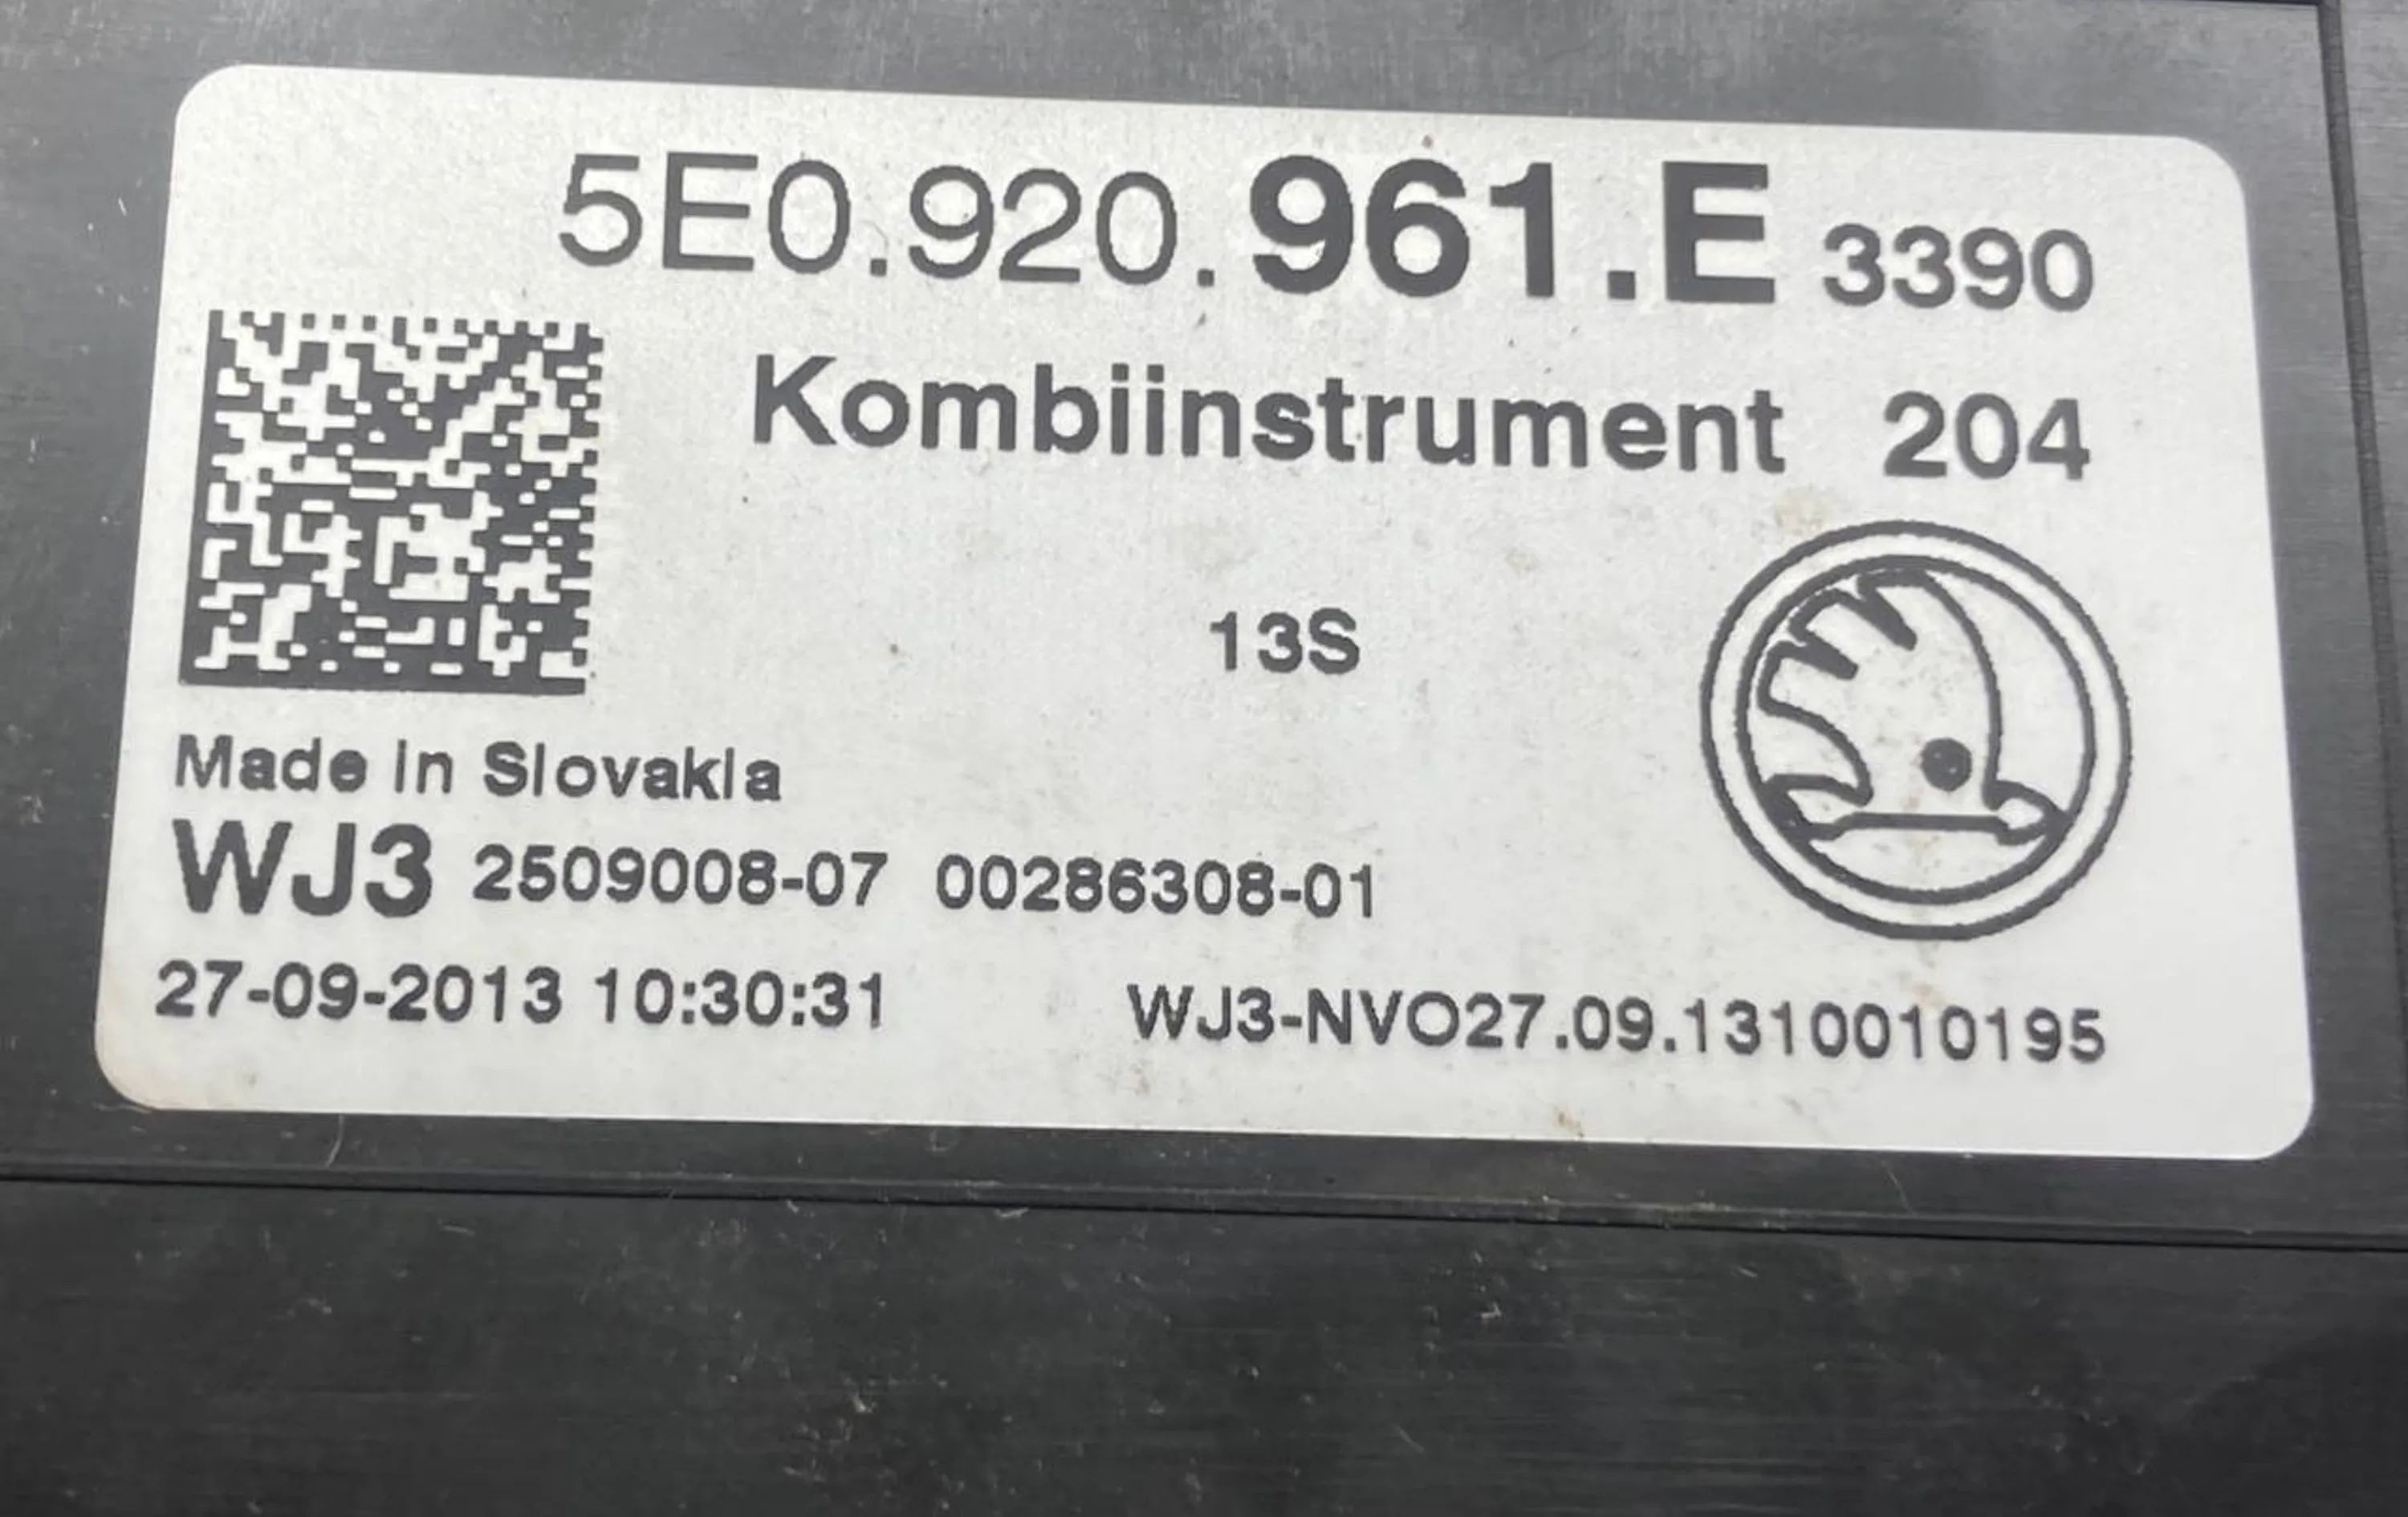 5E0.920.961.E 3390
Kombiinstrument 204
13S
Made in Slovakia
WJ3 2509008-07 00286308-01
27-09-2013 10:30:31 WJ3-NVO27.09.1310010195